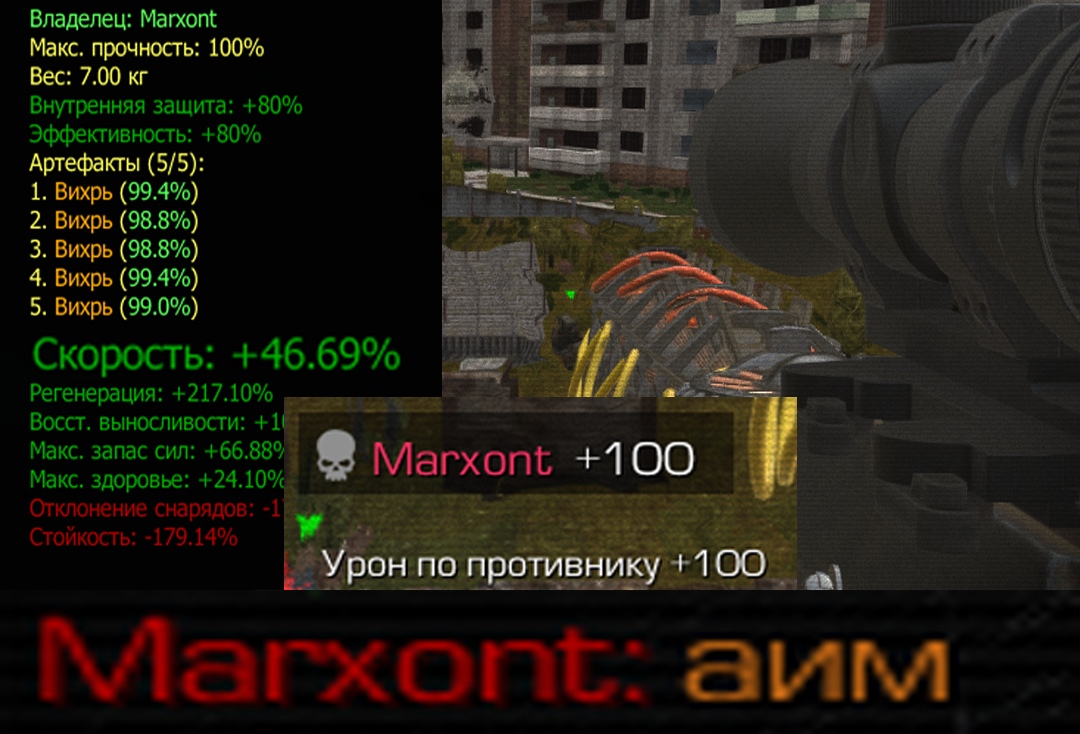 Владелец: Marxont
Макс. прочность: 100%
Вес: 7.00 кг
Внутренняя защита: +80%
Эффективность: +80%
Артефакты (5/5):
1. Вихрь (99.4%)
2. Вихрь (98.8%)
3. Вихрь (98.8%)
4. Вихрь (99.4%)
5. Вихрь (99.0%)
Скорость: +46.69%
Регенерация: +217.10%
Восст. выносливости:
Макс. запас сил: +66.88%
Макс. здоровье: +24.10%
Отклонение снарядов:
Стойкость: -179.14%
Marxont +100
Урон по противнику +100
Marxont: аим